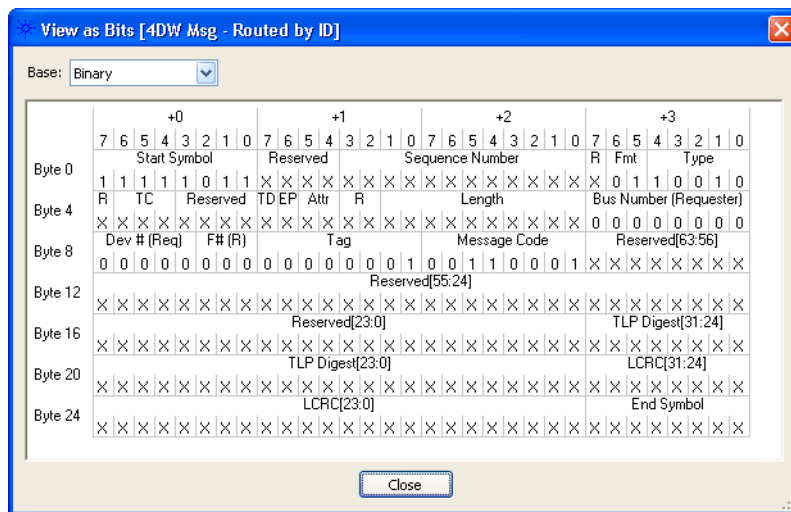 View as Bits [4DW Msg - Routed by ID]
Base: Binary
+0 +1 +2 +3
7 6 5 4 3 2 1 0 7 6 5 4 3 2 1 0 7 6 5 4 3 2 1 0 7 6 5 4 3 2 1 0
Start Symbol Reserved Sequence Number R Fmt Type
Byte 0
1 1 1 1 1 0 1 1 X X X X X X X X X X X X X X X X X 0 1 1 0 0 1 0
R TC Reserved TD EP Attr R Length Bus Number (Requester)
Byte 4
X X X X X X X X X X X X X X X X X X X X X X X X 0 0 0 0 0 0 0 0
Dev # (Req) F# (R) Tag Message Code Reserved[63:56]
Byte 8
0 0 0 0 0 0 0 0 0 0 0 0 0 0 0 1 0 0 1 1 0 0 0 1 X X X X X X X X
Reserved[55:24]
Byte 12
X X X X X X X X X X X X X X X X X X X X X X X X X X X X X X X X
Reserved[23:0] TLP Digest[31:24]
Byte 16
X X X X X X X X X X X X X X X X X X X X X X X X X X X X X X X X
TLP Digest[23:0] LCRC[31:24]
Byte 20
X X X X X X X X X X X X X X X X X X X X X X X X X X X X X X X X
LCRC[23:0] End Symbol
Byte 24
X X X X X X X X X X X X X X X X X X X X X X X X X X X X X X X X
Close